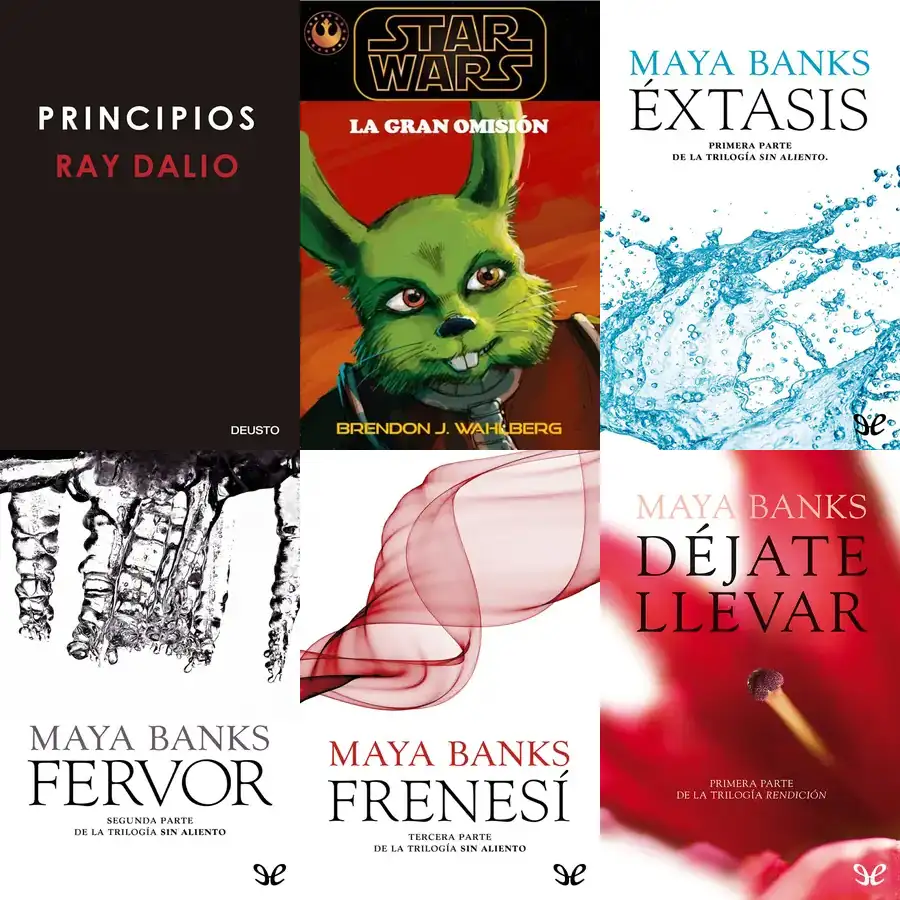 PRINCIPIOS
RAY DALIO
DEUSTO
STAR
WARS
LA GRAN OMISIÓN
BRENDON J. WAHLBERG
MAYA BANKS
ÉXTASIS
PRIMERA PARTE
DE LA TRILOGÍA SIN ALIENTO.
MAYA BANKS
FERVOR
SEGUNDA PARTE
DE LA TRILOGÍA SIN ALIENTO
MAYA BANKS
FRENESÍ
TERCERA PARTE
DE LA TRILOGÍA SIN ALIENTO
MAYA BANKS
DÉJATE
LLEVAR
PRIMERA PARTE
DE LA TRILOGÍA RENDICIÓN